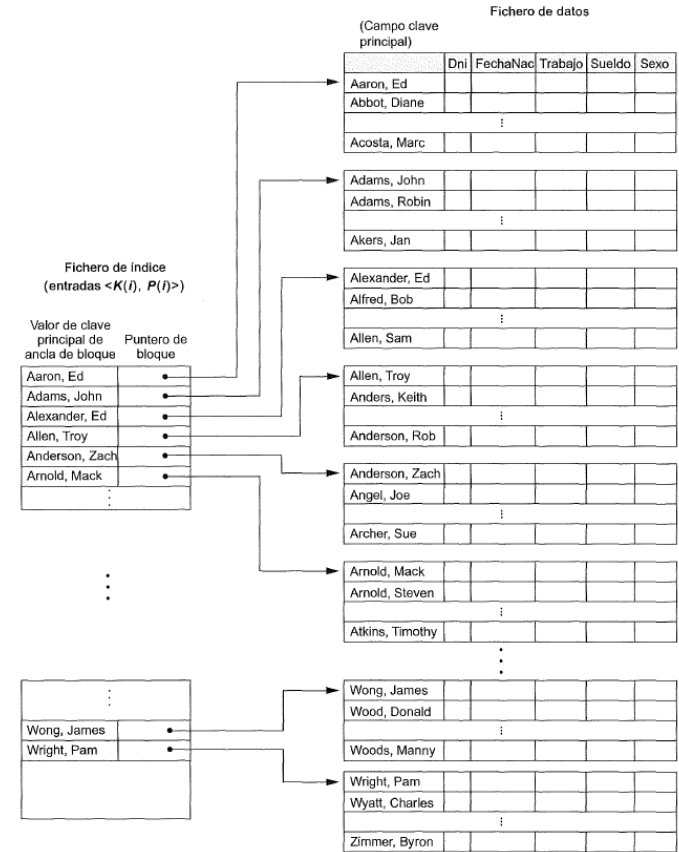 Fichero de datos
(Campo clave
principal)
Dni FechaNac Trabajo Sueldo Sexo
Aaron, Ed
Abbot, Diane
Acosta, Marc
Adams, John
Adams, Robin
Akers, Jan
Alexander, Ed
Alfred, Bob
Allen, Sam
Allen, Troy
Anders, Keith
Anderson, Rob
Anderson, Zach
Angel, Joe
Archer, Sue
Arnold, Mack
Arnold, Steven
Atkins, Timothy
Wong, James
Wood, Donald
Woods, Manny
Wright, Pam
Wyatt, Charles
Zimmer, Byron
Fichero de índice
(entradas <K(i), P(i)>)
Valor de clave
principal de
ancla de bloque
Puntero de
bloque
Aaron, Ed
Adams, John
Alexander, Ed
Allen, Troy
Anderson, Zach
Arnold, Mack
Wong, James
Wright, Pam